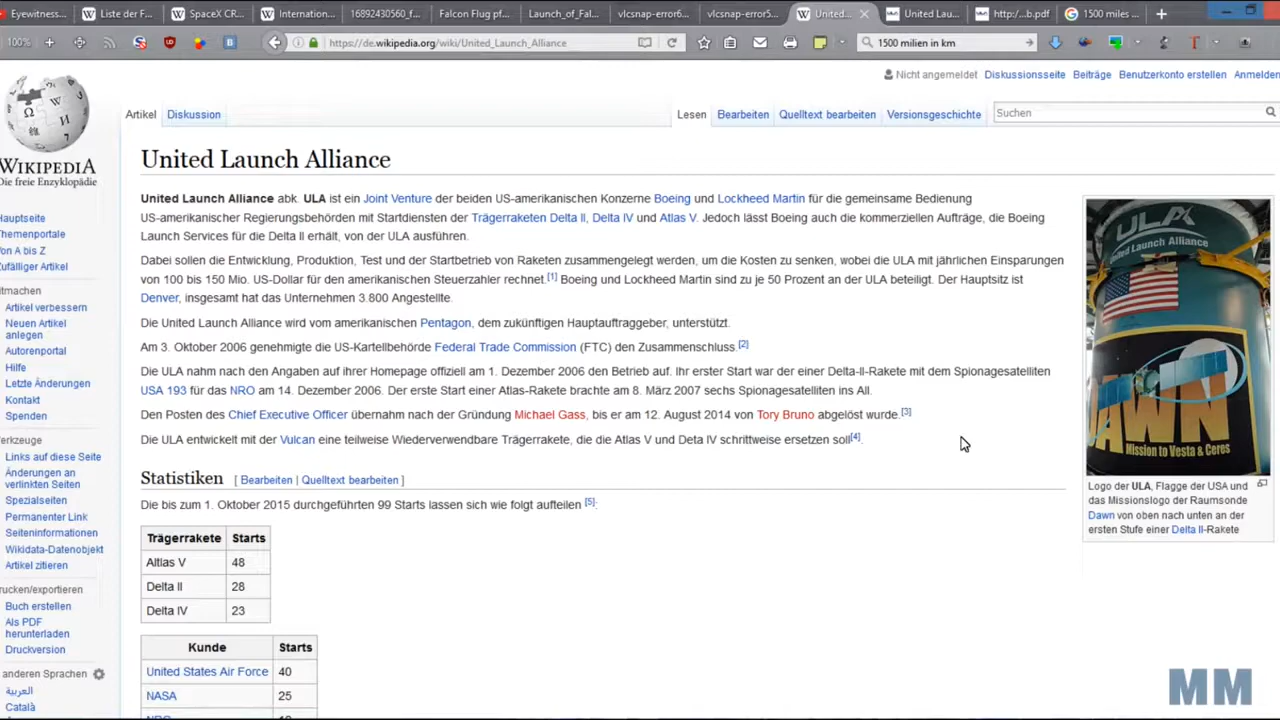 Eyewitness...
Liste der F...
SpaceX CR...
Internation...
16892430560_f...
Falcon Flug pf...
Launch_of_Fal...
vlcsnap-error6...
vlcsnap-error5...
United...
United Lau...
http:/...b.pdf
1500 miles ...
100%
https://de.wikipedia.org/wiki/United_Launch_Alliance
1500 milien in km
Nicht angemeldet Diskussionsseite Beiträge Benutzerkonto erstellen Anmelden
Artikel Diskussion
Lesen Bearbeiten Quelltext bearbeiten Versionsgeschichte
Suchen
WIKIPEDIA
Die freie Enzyklopädie
Hauptseite
Themenportale
Von A bis Z
Zufälliger Artikel
itmachen
Artikel verbessern
Neuen Artikel
anlegen
Autorenportal
Hilfe
Letzte Änderungen
Kontakt
Spenden
erkzeuge
Links auf diese Seite
Änderungen an
verlinkten Seiten
Spezialseiten
Permanenter Link
Seiteninformationen
Wikidata-Datenobjekt
Artikel zitieren
rucken/exportieren
Buch erstellen
Als PDF
herunterladen
Druckversion
anderen Sprachen
العربية
Català
United Launch Alliance
United Launch Alliance abk. ULA ist ein Joint Venture der beiden US-amerikanischen Konzerne Boeing und Lockheed Martin für die gemeinsame Bedienung
US-amerikanischer Regierungsbehörden mit Startdiensten der Trägerraketen Delta II, Delta IV und Atlas V. Jedoch lässt Boeing auch die kommerziellen Aufträge, die Boeing
Launch Services für die Delta II erhält, von der ULA ausführen.
Dabei sollen die Entwicklung, Produktion, Test und der Startbetrieb von Raketen zusammengelegt werden, um die Kosten zu senken, wobei die ULA mit jährlichen Einsparungen
von 100 bis 150 Mio. US-Dollar für den amerikanischen Steuerzahler rechnet.[1] Boeing und Lockheed Martin sind zu je 50 Prozent an der ULA beteiligt. Der Hauptsitz ist
Denver, insgesamt hat das Unternehmen 3.800 Angestellte.
Die United Launch Alliance wird vom amerikanischen Pentagon, dem zukünftigen Hauptauftraggeber, unterstützt.
Am 3. Oktober 2006 genehmigte die US-Kartellbehörde Federal Trade Commission (FTC) den Zusammenschluss.[2]
Die ULA nahm nach den Angaben auf ihrer Homepage offiziell am 1. Dezember 2006 den Betrieb auf. Ihr erster Start war der einer Delta-II-Rakete mit dem Spionagesatelliten
USA 193 für das NRO am 14. Dezember 2006. Der erste Start einer Atlas-Rakete brachte am 8. März 2007 sechs Spionagesatelliten ins All.
Den Posten des Chief Executive Officer übernahm nach der Gründung Michael Gass, bis er am 12. August 2014 von Tory Bruno abgelöst wurde.[3]
Die ULA entwickelt mit der Vulcan eine teilweise Wiederverwendbare Trägerrakete, die die Atlas V und Deta IV schrittweise ersetzen soll[4].
Statistiken [ Bearbeiten | Quelltext bearbeiten ]
Die bis zum 1. Oktober 2015 durchgeführten 99 Starts lassen sich wie folgt aufteilen [5]:
Trägerrakete Starts
Altlas V 48
Delta II 28
Delta IV 23
Kunde Starts
United States Air Force 40
NASA 25
ULA
United Launch Alliance
DAWN
Mission to Vesta & Ceres
Logo der ULA, Flagge der USA und
das Missionslogo der Raumsonde
Dawn von oben nach unten an der
ersten Stufe einer Delta II-Rakete
MM